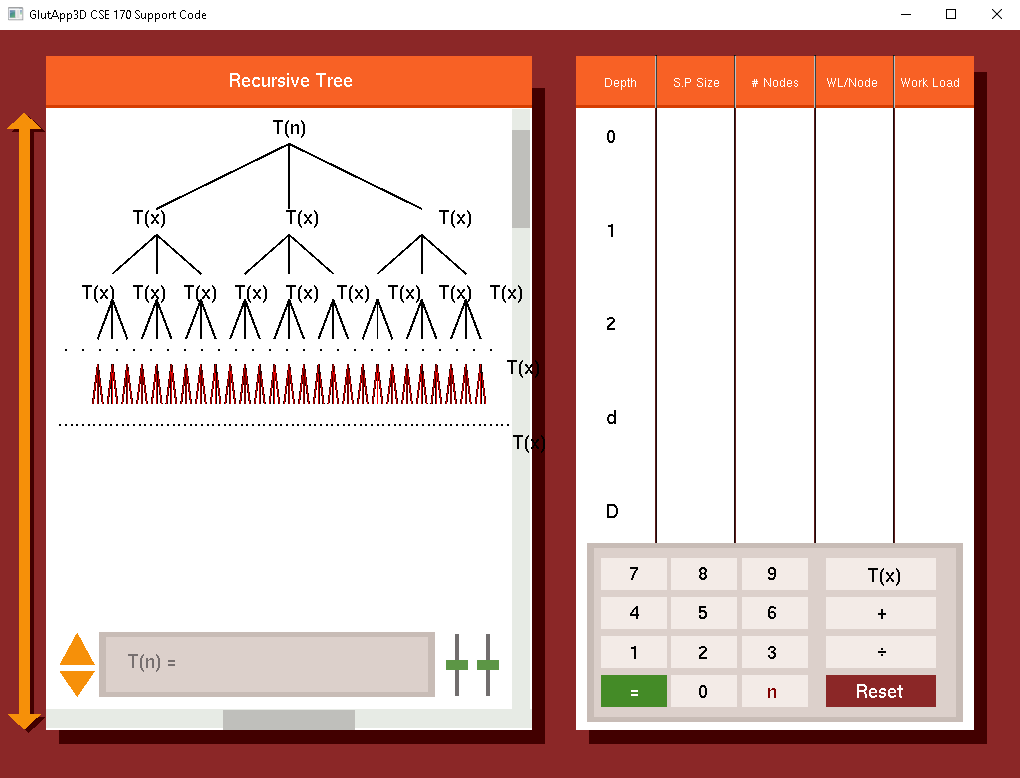 GlutApp3D CSE 170 Support Code
Recursive Tree
T(n)
T(x) T(x) T(x)
T(x) T(x) T(x) T(x) T(x) T(x) T(x) T(x) T(x)
T(x)
T(x)
T(n) =
Depth S.P Size # Nodes WL/Node Work Load
0
1
2
d
D
7 8 9 T(x)
4 5 6 +
1 2 3 ÷
= 0 n Reset